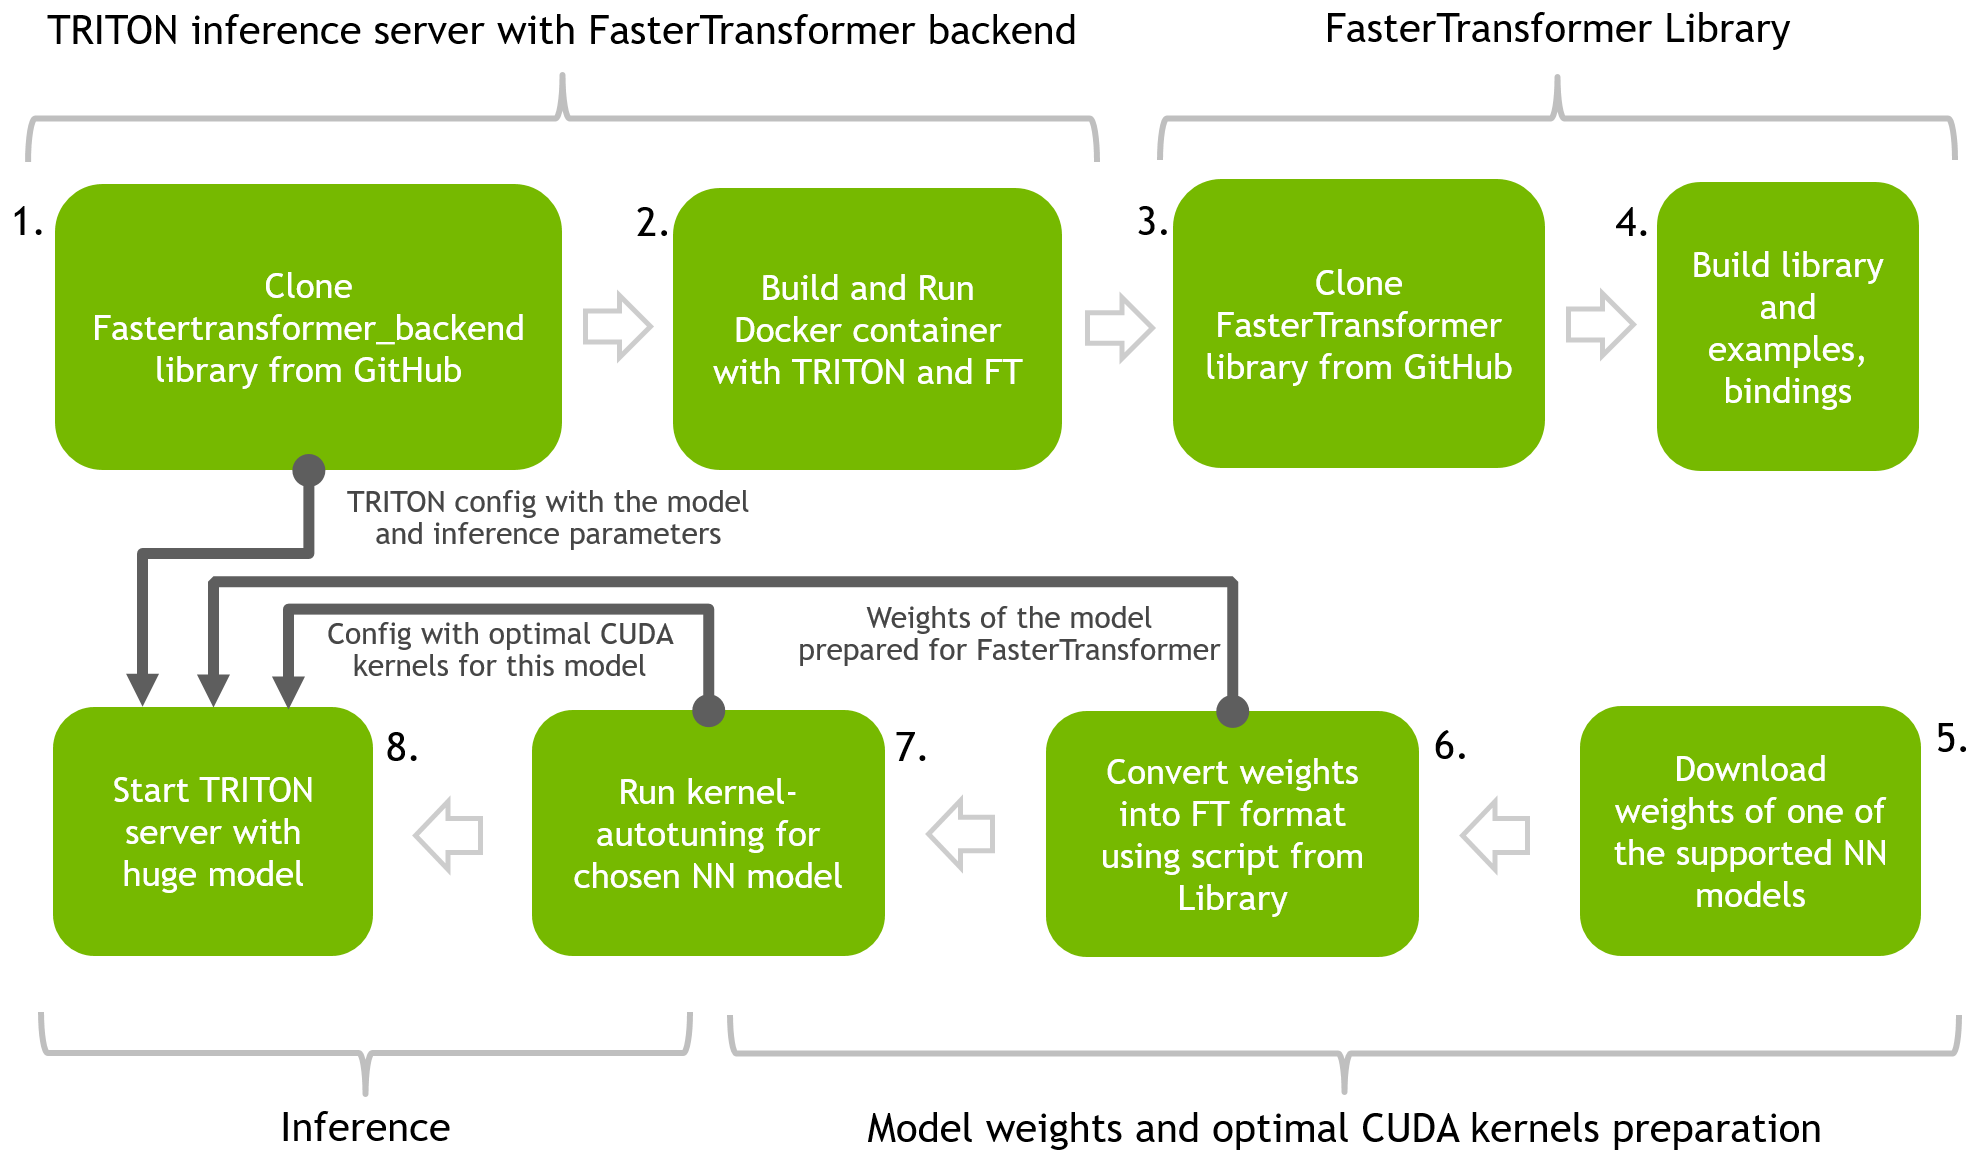 TRITON inference server with FasterTransformer backend
FasterTransformer Library
1.
Clone
Fastertransformer_backend
library from GitHub
2.
Build and Run
Docker container
with TRITON and FT
3.
Clone
FasterTransformer
library from GitHub
4.
Build library
and
examples,
bindings
TRITON config with the model
and inference parameters
Config with optimal CUDA
kernels for this model
Weights of the model
prepared for FasterTransformer
5.
Download
weights of one of
the supported NN
models
6.
Convert weights
into FT format
using script from
Library
7.
Run kernel-
autotuning for
chosen NN model
8.
Start TRITON
server with
huge model
Inference
Model weights and optimal CUDA kernels preparation